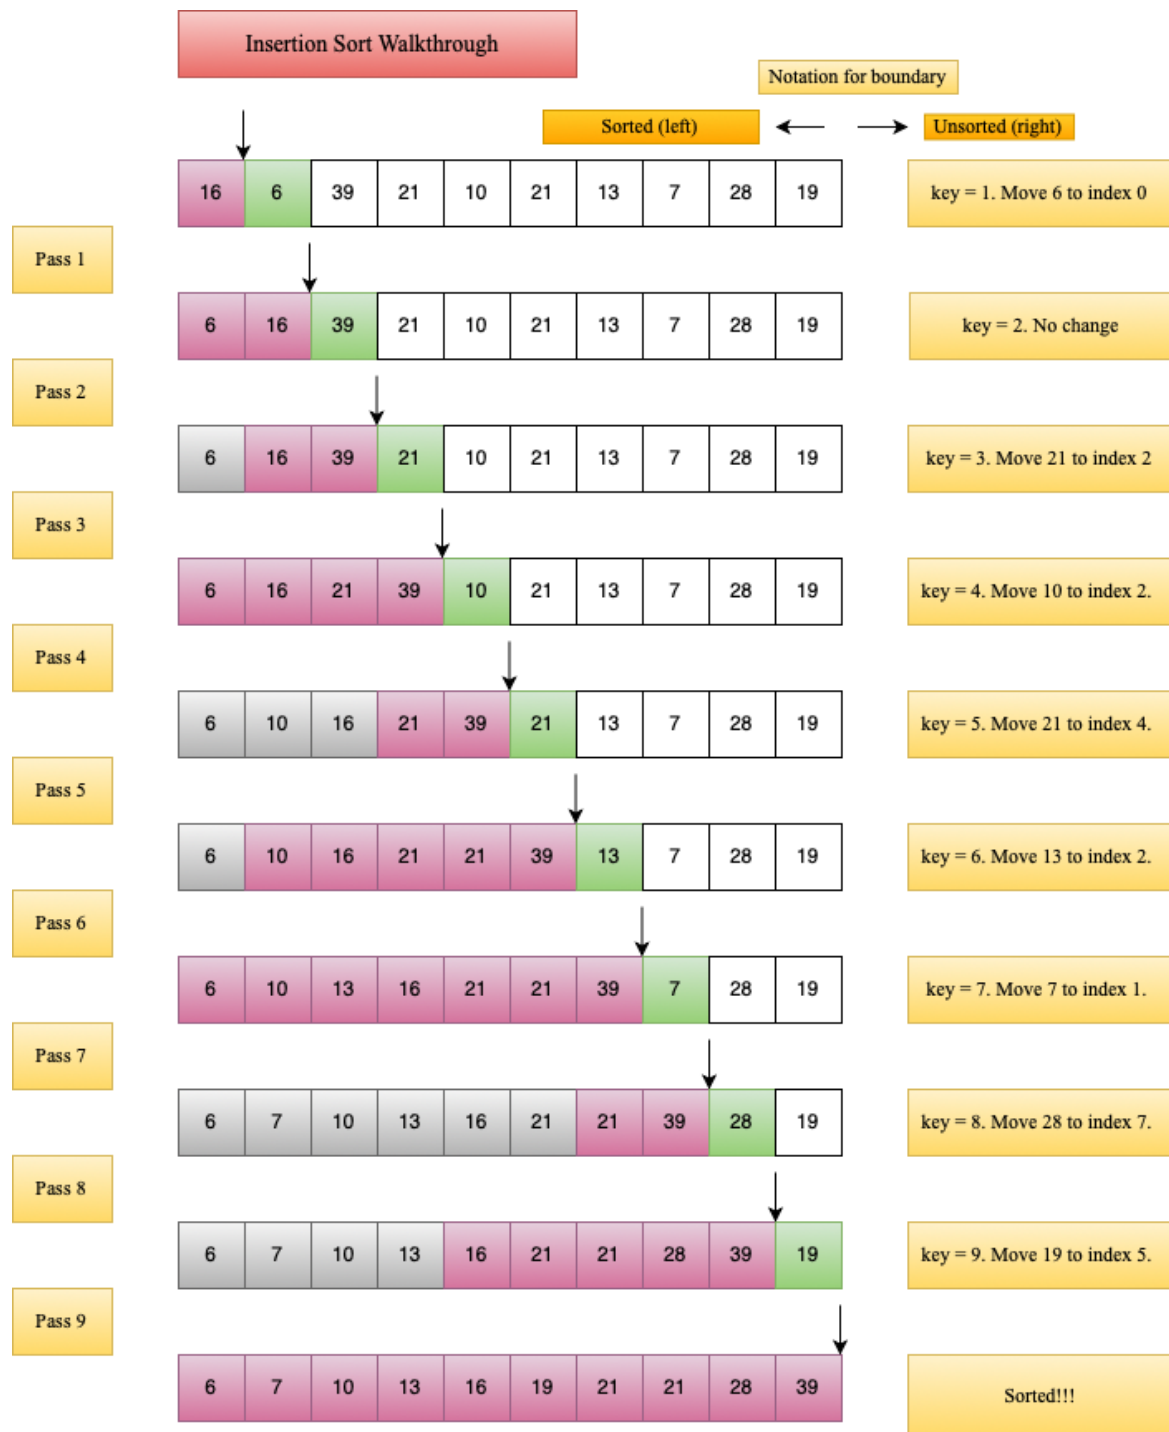 Insertion Sort Walkthrough
Notation for boundary
Sorted (left)
Unsorted (right)
16 6 39 21 10 21 13 7 28 19
key = 1. Move 6 to index 0
Pass 1
6 16 39 21 10 21 13 7 28 19
key = 2. No change
Pass 2
6 16 39 21 10 21 13 7 28 19
key = 3. Move 21 to index 2
Pass 3
6 16 21 39 10 21 13 7 28 19
key = 4. Move 10 to index 2.
Pass 4
6 10 16 21 39 21 13 7 28 19
key = 5. Move 21 to index 4.
Pass 5
6 10 16 21 21 39 13 7 28 19
key = 6. Move 13 to index 2.
Pass 6
6 10 13 16 21 21 39 7 28 19
key = 7. Move 7 to index 1.
Pass 7
6 7 10 13 16 21 21 39 28 19
key = 8. Move 28 to index 7.
Pass 8
6 7 10 13 16 21 21 28 39 19
key = 9. Move 19 to index 5.
Pass 9
6 7 10 13 16 19 21 21 28 39
Sorted!!!